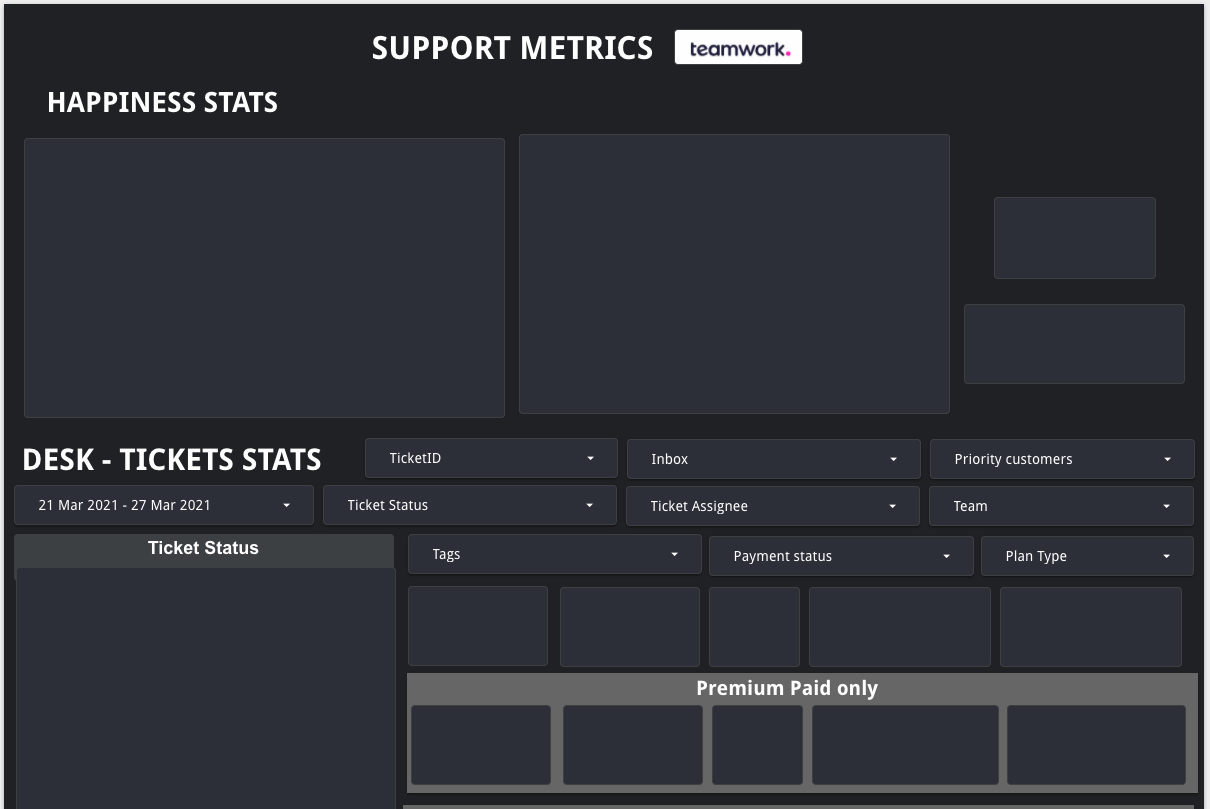 SUPPORT METRICS teamwork.
HAPPINESS STATS
DESK - TICKETS STATS
TicketID
Inbox
Priority customers
21 Mar 2021 - 27 Mar 2021
Ticket Status
Ticket Assignee
Team
Ticket Status
Tags
Payment status
Plan Type
Premium Paid only